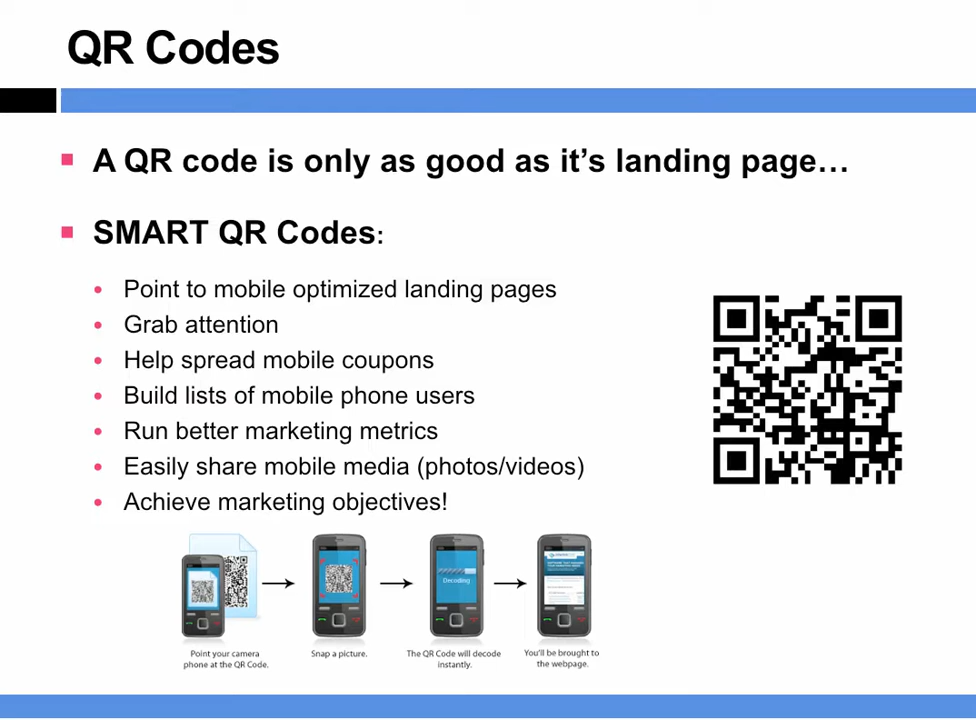 QR Codes
A QR code is only as good as it's landing page…
SMART QR Codes:
Point to mobile optimized landing pages
Grab attention
Help spread mobile coupons
Build lists of mobile phone users
Run better marketing metrics
Easily share mobile media (photos/videos)
Achieve marketing objectives!
Decoding
Point your camera
phone at the QR Code.
Snap a picture.
The QR Code will decode
instantly.
You'll be brought to
the webpage.